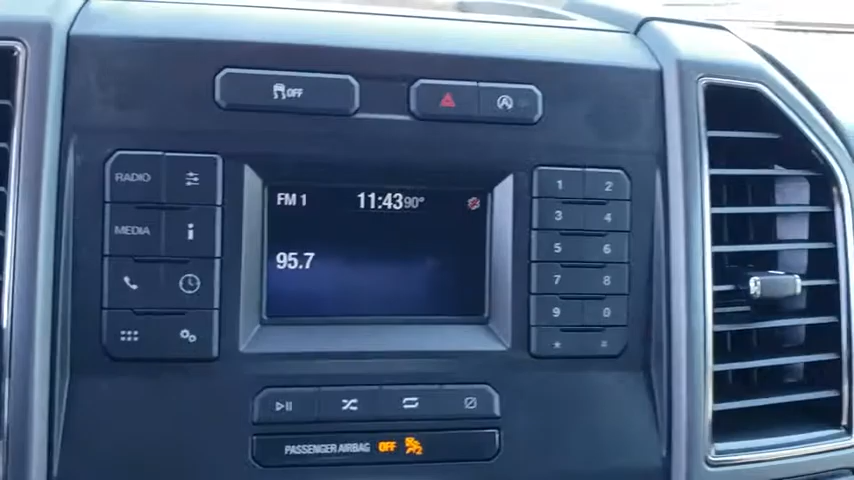 OFF
RADIO
MEDIA
i
FM 1 11:43 90°
95.7
1 2
3 4
5 6
7 8
9 0
* #
PASSENGER AIRBAG OFF 2